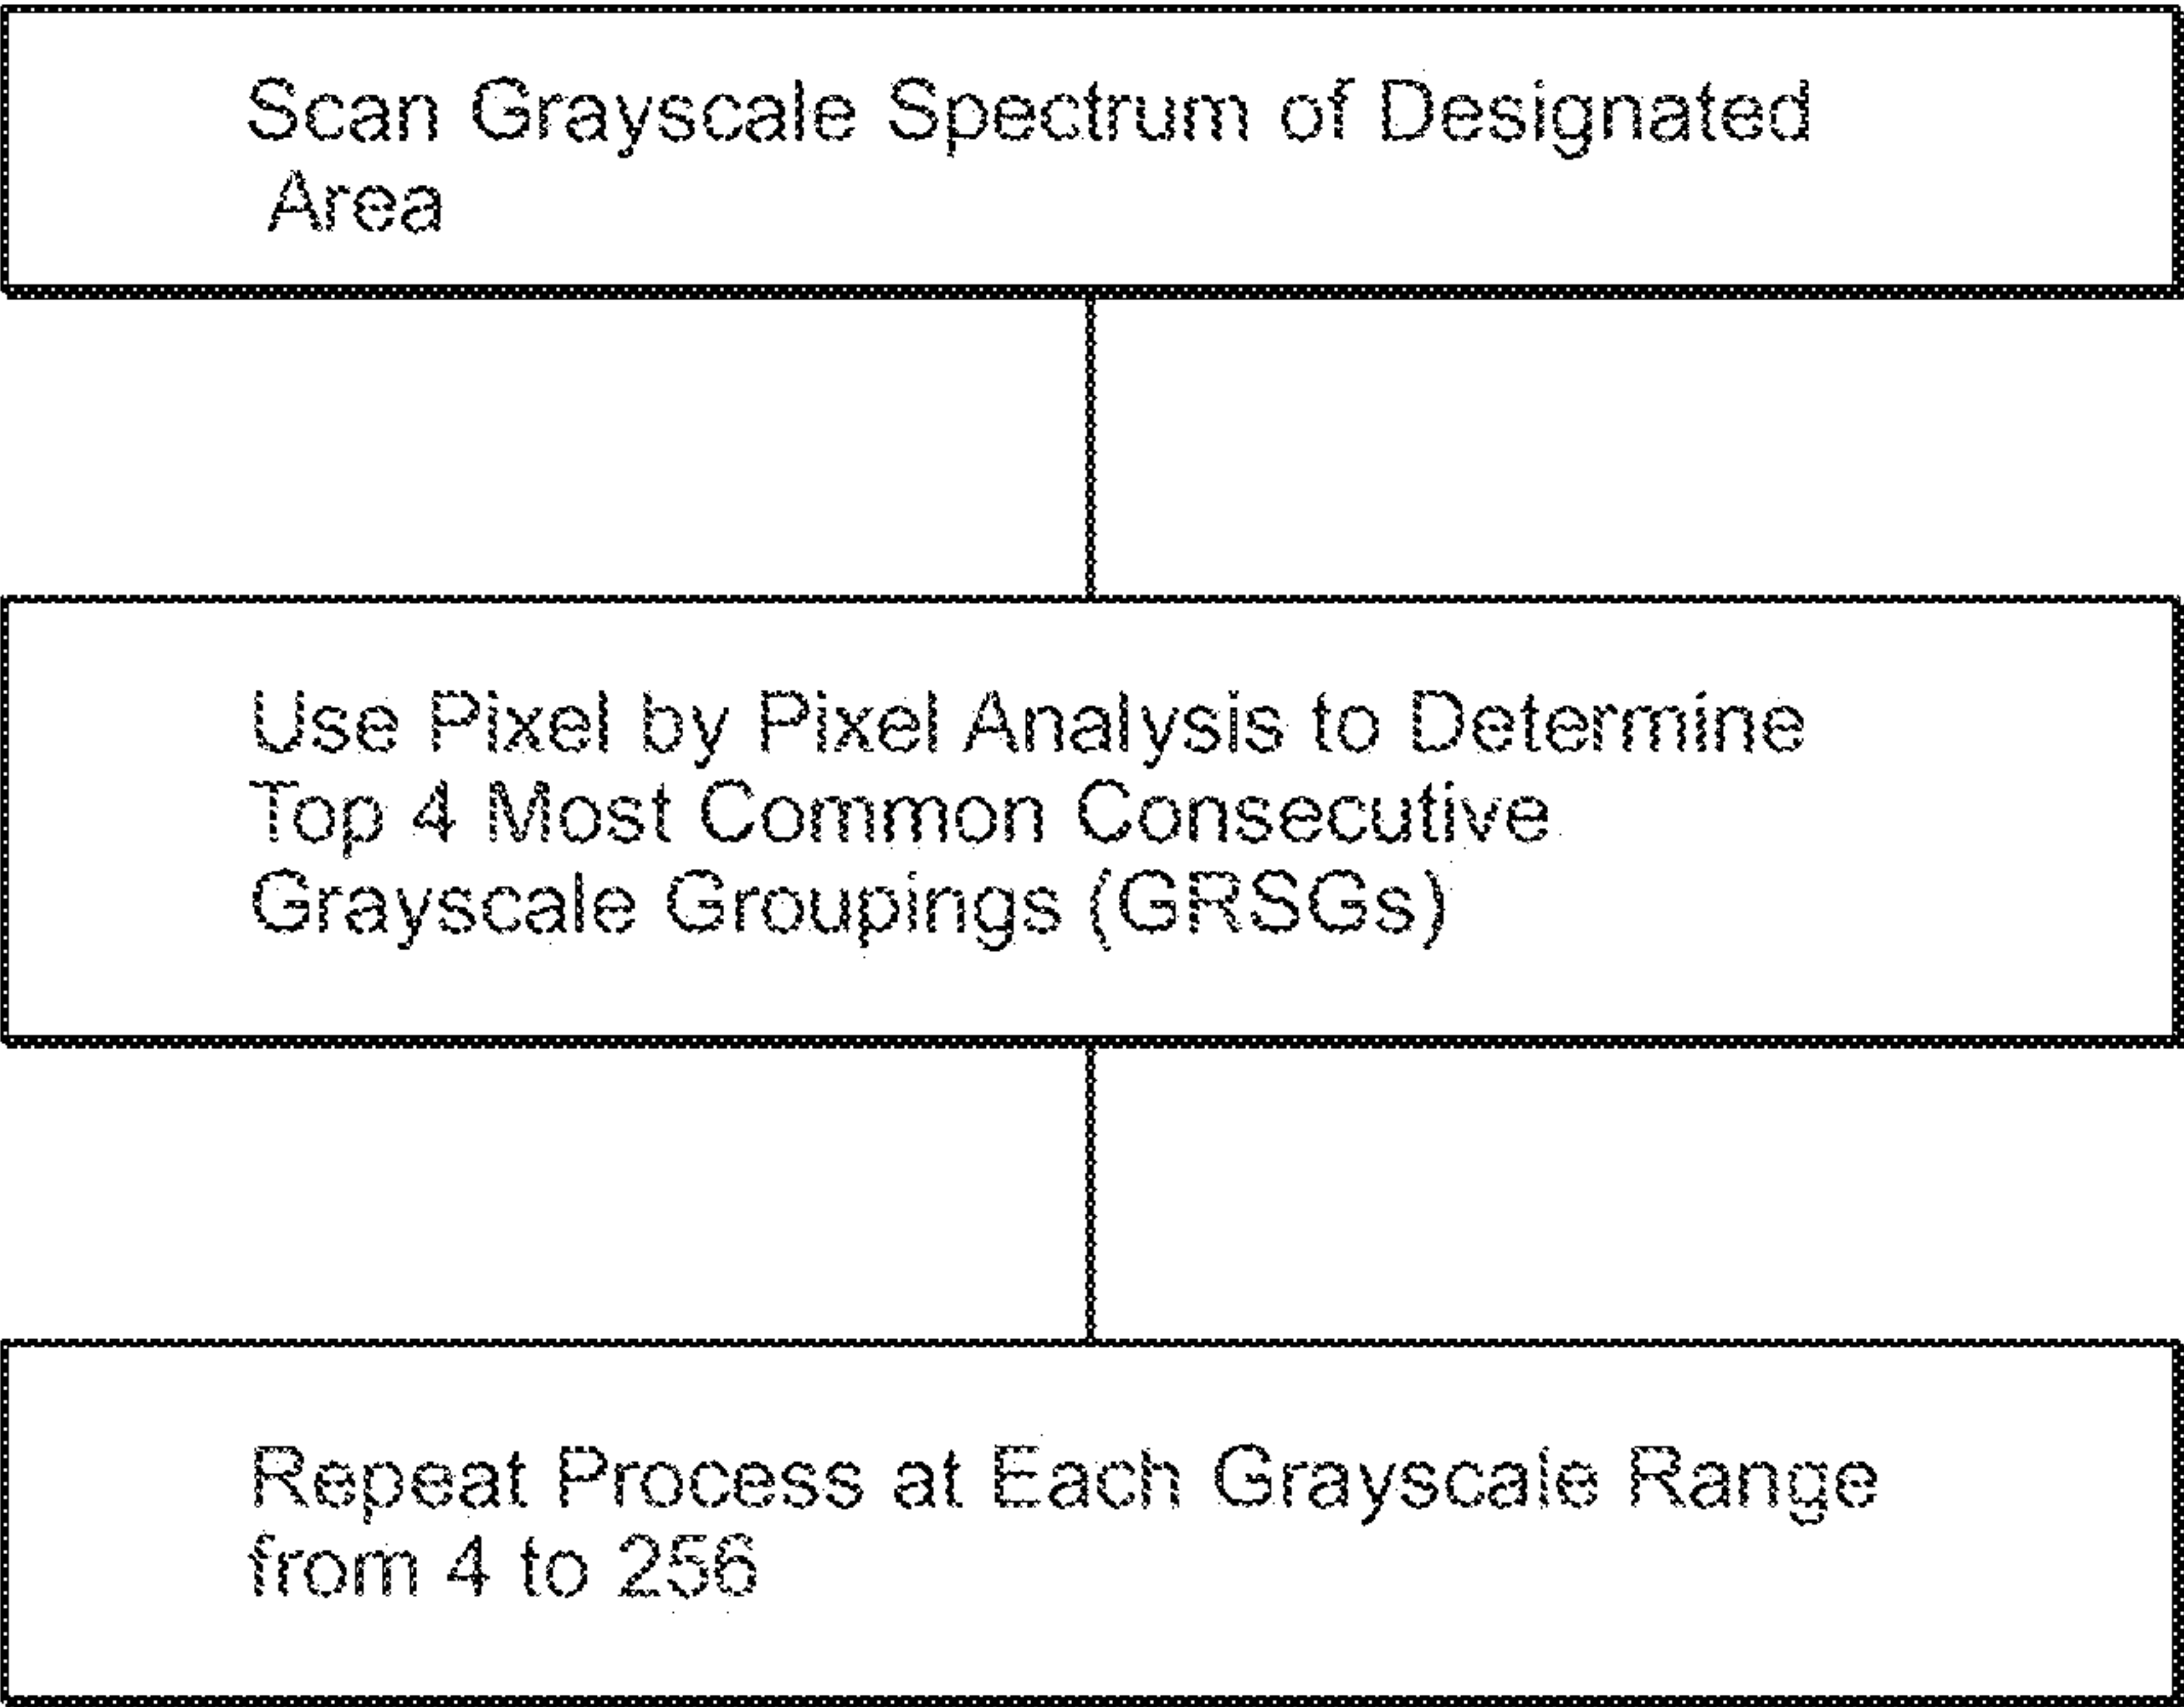 Scan Grayscale Spectrum of Designated
Area
Use Pixel by Pixel Analysis to Determine
Top 4 Most Common Consecutive
Grayscale Groupings (GRSGs)
Repeat Process at Each Grayscale Range
from 4 to 256